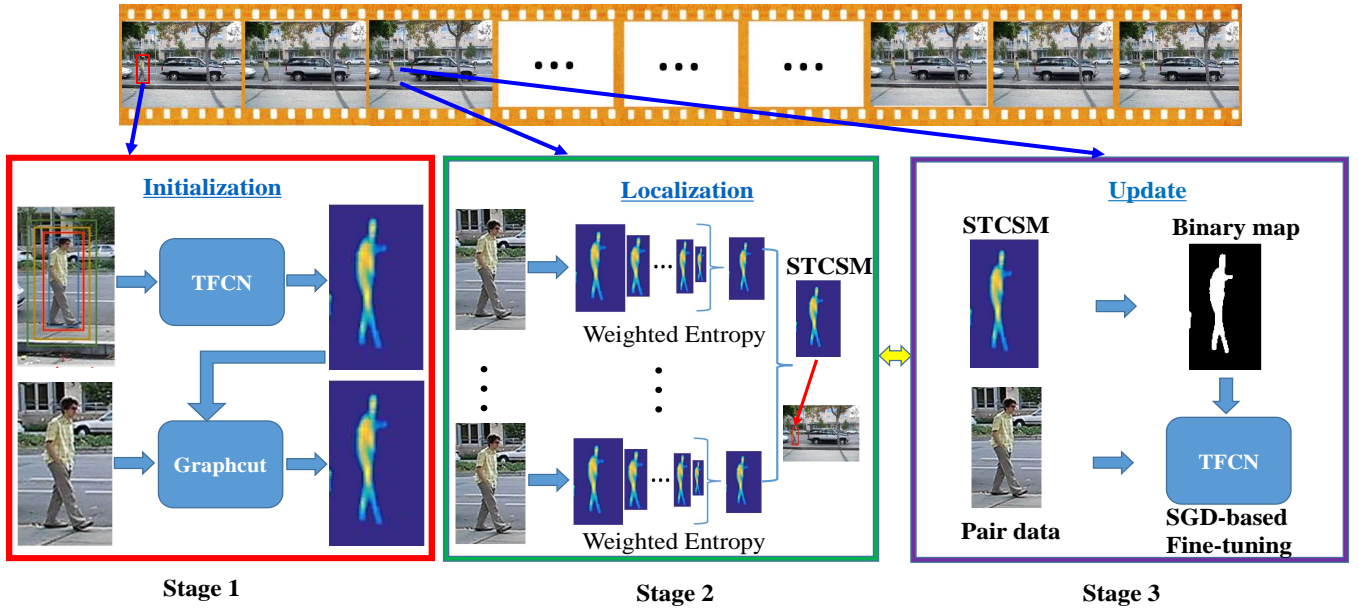 Initialization
TFCN
Graphcut
Stage 1
Localization
Weighted Entropy
STCSM
Weighted Entropy
Stage 2
Update
STCSM
Binary map
Pair data
TFCN
SGD-based
Fine-tuning
Stage 3